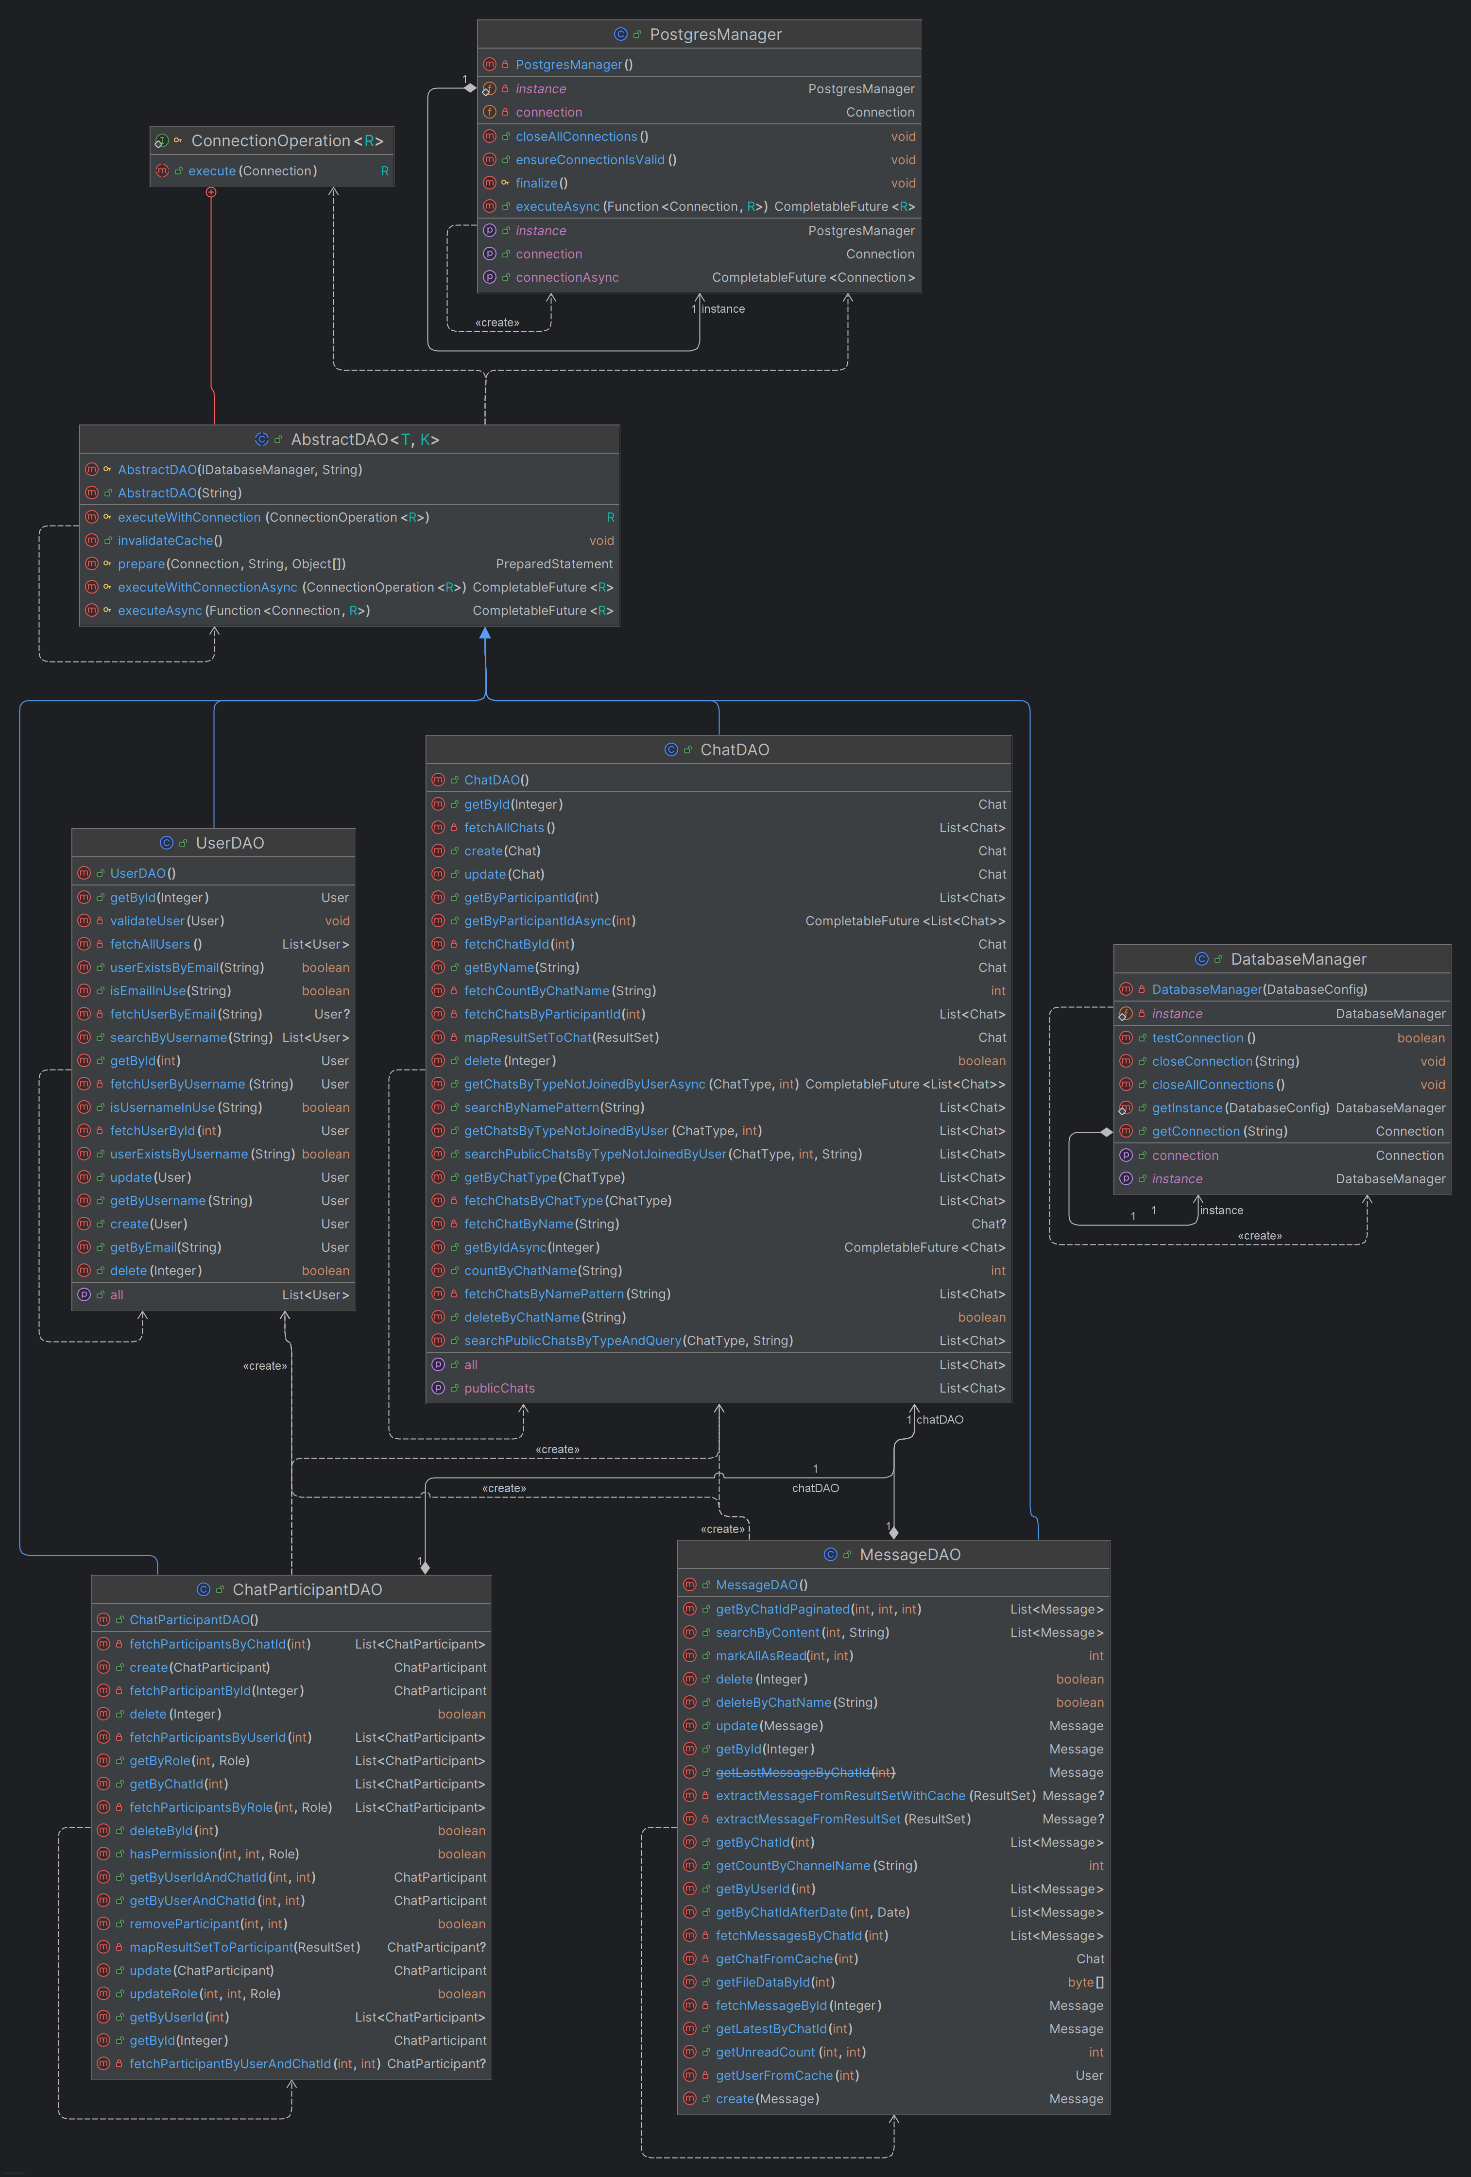 PostgresManager
PostgresManager()
instance PostgresManager
connection Connection
closeAllConnections() void
ensureConnectionIsValid() void
finalize() void
executeAsync(Function<Connection, R>) CompletableFuture<R>
instance PostgresManager
connection Connection
connectionAsync CompletableFuture<Connection>
1
«create»
1 instance
ConnectionOperation<R>
execute(Connection) R
AbstractDAO<T, K>
AbstractDAO(IDatabaseManager, String)
AbstractDAO(String)
executeWithConnection(ConnectionOperation<R>) R
invalidateCache() void
prepare(Connection, String, Object[]) PreparedStatement
executeWithConnectionAsync(ConnectionOperation<R>) CompletableFuture<R>
executeAsync(Function<Connection, R>) CompletableFuture<R>
ChatDAO
ChatDAO()
getById(Integer) Chat
fetchAllChats() List<Chat>
create(Chat) Chat
update(Chat) Chat
getByParticipantId(int) List<Chat>
getByParticipantIdAsync(int) CompletableFuture<List<Chat>>
fetchChatById(int) Chat
getByName(String) Chat
fetchCountByChatName(String) int
fetchChatsByParticipantId(int) List<Chat>
mapResultSetToChat(ResultSet) Chat
delete(Integer) boolean
getChatsByTypeNotJoinedByUserAsync(ChatType, int) CompletableFuture<List<Chat>>
searchByNamePattern(String) List<Chat>
getChatsByTypeNotJoinedByUser(ChatType, int) List<Chat>
searchPublicChatsByTypeNotJoinedByUser(ChatType, int, String) List<Chat>
getByChatType(ChatType) List<Chat>
fetchChatsByChatType(ChatType) List<Chat>
fetchChatByName(String) Chat?
getByIdAsync(Integer) CompletableFuture<Chat>
countByChatName(String) int
fetchChatsByNamePattern(String) List<Chat>
deleteByChatName(String) boolean
searchPublicChatsByTypeAndQuery(ChatType, String) List<Chat>
all List<Chat>
publicChats List<Chat>
UserDAO
UserDAO()
getById(Integer) User
validateUser(User) void
fetchAllUsers() List<User>
userExistsByEmail(String) boolean
isEmailInUse(String) boolean
fetchUserByEmail(String) User?
searchByUsername(String) List<User>
getById(int) User
fetchUserByUsername(String) User
isUsernameInUse(String) boolean
fetchUserById(int) User
userExistsByUsername(String) boolean
update(User) User
getByUsername(String) User
create(User) User
getByEmail(String) User
delete(Integer) boolean
all List<User>
DatabaseManager
DatabaseManager(DatabaseConfig)
instance DatabaseManager
testConnection() boolean
closeConnection(String) void
closeAllConnections() void
getInstance(DatabaseConfig) DatabaseManager
getConnection(String) Connection
connection Connection
instance DatabaseManager
1 1 instance
«create»
«create»
1 chatDAO
«create»
1
chatDAO
«create»
«create»
1
1
ChatParticipantDAO
ChatParticipantDAO()
fetchParticipantsByChatId(int) List<ChatParticipant>
create(ChatParticipant) ChatParticipant
fetchParticipantById(Integer) ChatParticipant
delete(Integer) boolean
fetchParticipantsByUserId(int) List<ChatParticipant>
getByRole(int, Role) List<ChatParticipant>
getByChatId(int) List<ChatParticipant>
fetchParticipantsByRole(int, Role) List<ChatParticipant>
deleteById(int) boolean
hasPermission(int, int, Role) boolean
getByUserIdAndChatId(int, int) ChatParticipant
getByUserAndChatId(int, int) ChatParticipant
removeParticipant(int, int) boolean
mapResultSetToParticipant(ResultSet) ChatParticipant?
update(ChatParticipant) ChatParticipant
updateRole(int, int, Role) boolean
getByUserId(int) List<ChatParticipant>
getById(Integer) ChatParticipant
fetchParticipantByUserAndChatId(int, int) ChatParticipant?
MessageDAO
MessageDAO()
getByChatIdPaginated(int, int, int) List<Message>
searchByContent(int, String) List<Message>
markAllAsRead(int, int) int
delete(Integer) boolean
deleteByChatName(String) boolean
update(Message) Message
getById(Integer) Message
getLastMessageByChatId(int) Message
extractMessageFromResultSetWithCache(ResultSet) Message?
extractMessageFromResultSet(ResultSet) Message?
getByChatId(int) List<Message>
getCountByChannelName(String) int
getByUserId(int) List<Message>
getByChatIdAfterDate(int, Date) List<Message>
fetchMessagesByChatId(int) List<Message>
getChatFromCache(int) Chat
getFileDataById(int) byte[]
fetchMessageById(Integer) Message
getLatestByChatId(int) Message
getUnreadCount(int, int) int
getUserFromCache(int) User
create(Message) Message